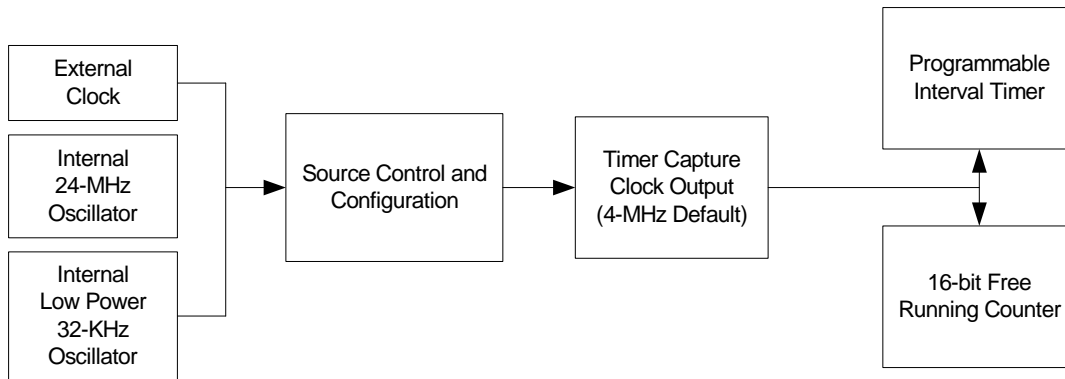 External
Clock
Internal
24-MHz
Oscillator
Internal
Low Power
32-KHz
Oscillator
Source Control and
Configuration
Timer Capture
Clock Output
(4-MHz Default)
Programmable
Interval Timer
16-bit Free
Running Counter